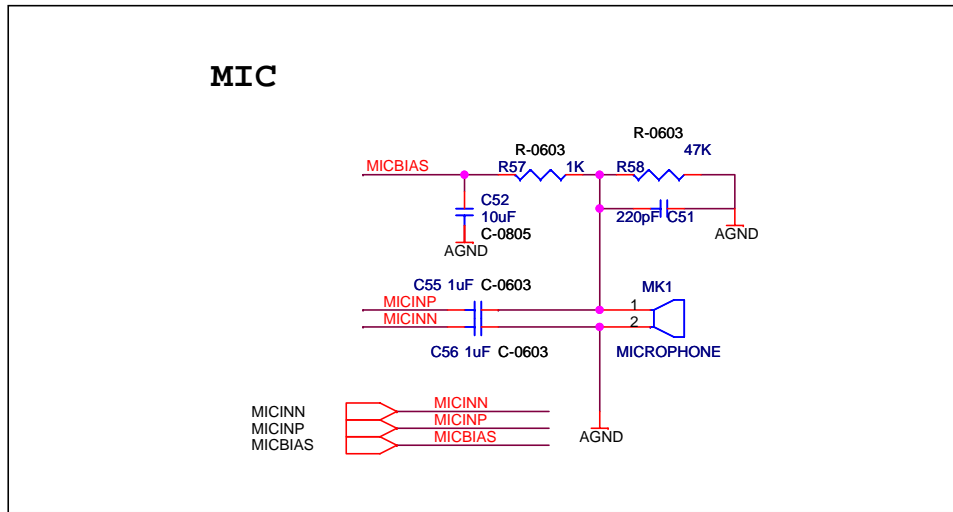 MIC
R-0603
47K
R-0603
MICBIAS
R57
1K
R58
C52
10uF
C-0805
AGND
220pF C51
AGND
C55 1uF C-0603
MK1
MICINP
1
MICINN
2
C56 1uF C-0603
MICROPHONE
MICINN
MICINN
MICINP
MICINP
MICBIAS
MICBIAS
AGND